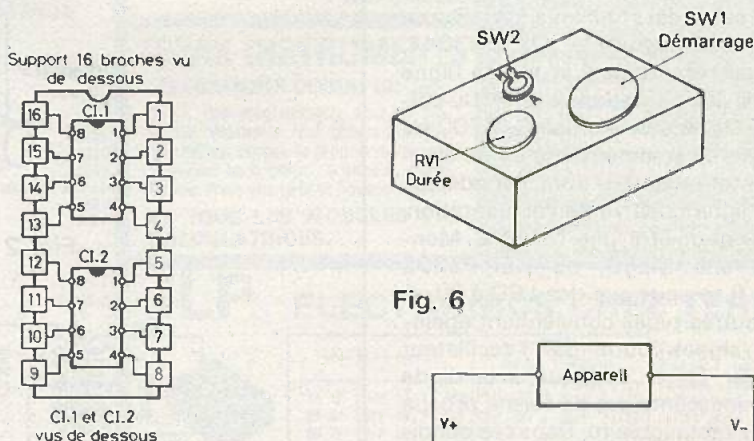 Support 16 broches vu
de dessous
CI.1
16 8 1 1
15 7 2 2
14 6 3 3
13 5 4 4
CI.2
12 8 1 5
11 7 2 6
10 6 3 7
9 5 4 8
CI.1 et CI.2
vus de dessous
SW1
Démarrage
SW2
A
RV1
Durée
Fig. 6
Appareil
V+
V-